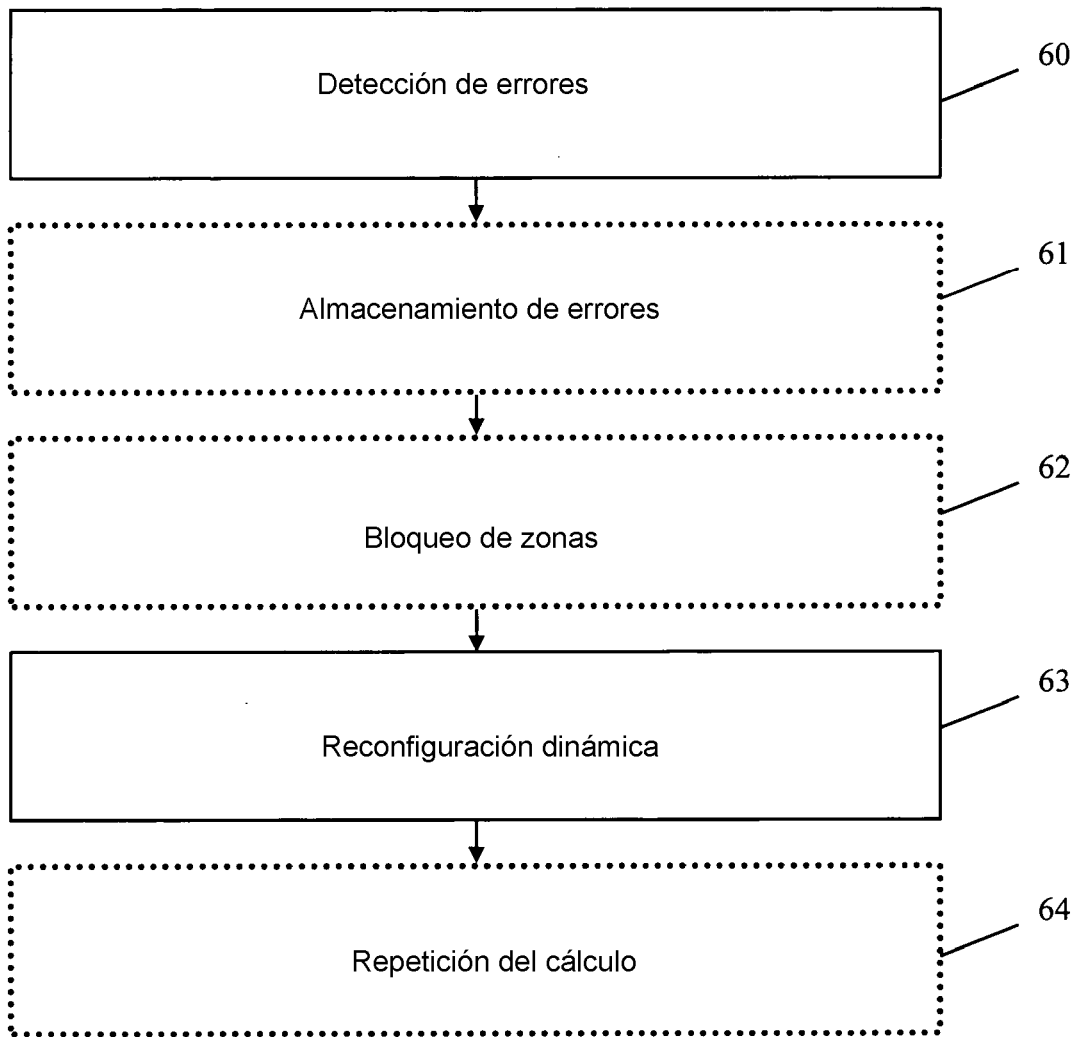 Detección de errores
60
Almacenamiento de errores
61
Bloqueo de zonas
62
Reconfiguración dinámica
63
Repetición del cálculo
64